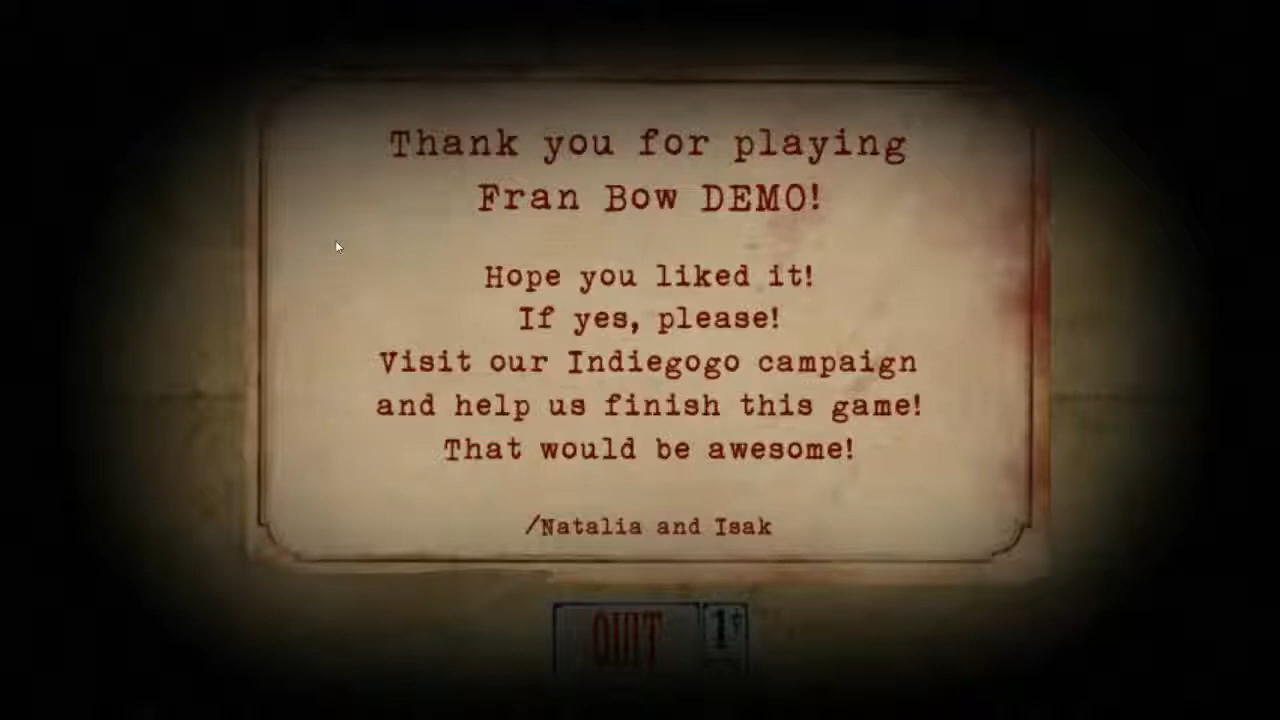 Thank you for playing
Fran Bow DEMO!
Hope you liked it!
If yes, please!
Visit our Indiegogo campaign
and help us finish this game!
That would be awesome!
/Natalia and Isak
QUIT 1¢